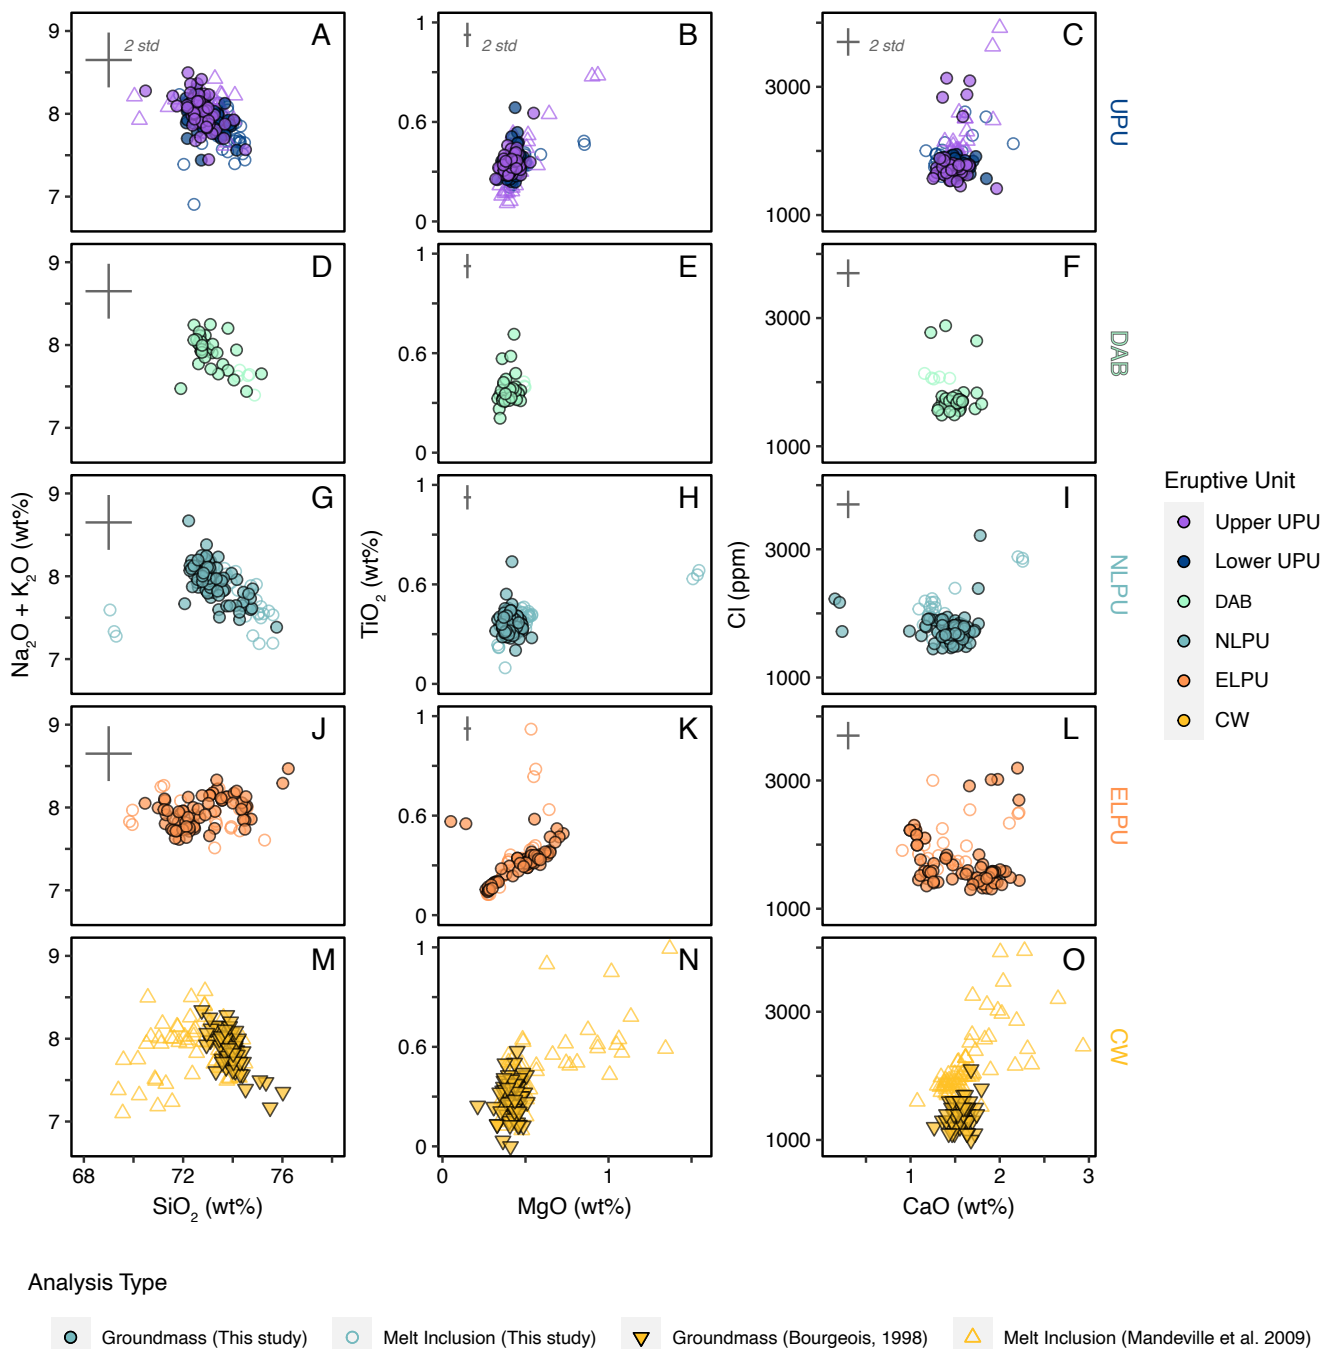 A
2 std
9
8
7
B
2 std
1
0.6
0
C
2 std
3000
1000
UPU
D
9
8
7
E
1
0.6
0
F
3000
1000
DAB
G
9
8
7
H
1
0.6
0
I
3000
1000
NLPU
J
9
8
7
K
1
0.6
0
L
3000
1000
ELPU
M
9
8
7
N
1
0.6
0
O
3000
1000
CW
Na₂O + K₂O (wt%)
TiO₂ (wt%)
Cl (ppm)
68 72 76
0 1
1 2 3
SiO₂ (wt%)
MgO (wt%)
CaO (wt%)
Eruptive Unit
Upper UPU
Lower UPU
DAB
NLPU
ELPU
CW
Analysis Type
Groundmass (This study)
Melt Inclusion (This study)
Groundmass (Bourgeois, 1998)
Melt Inclusion (Mandeville et al. 2009)